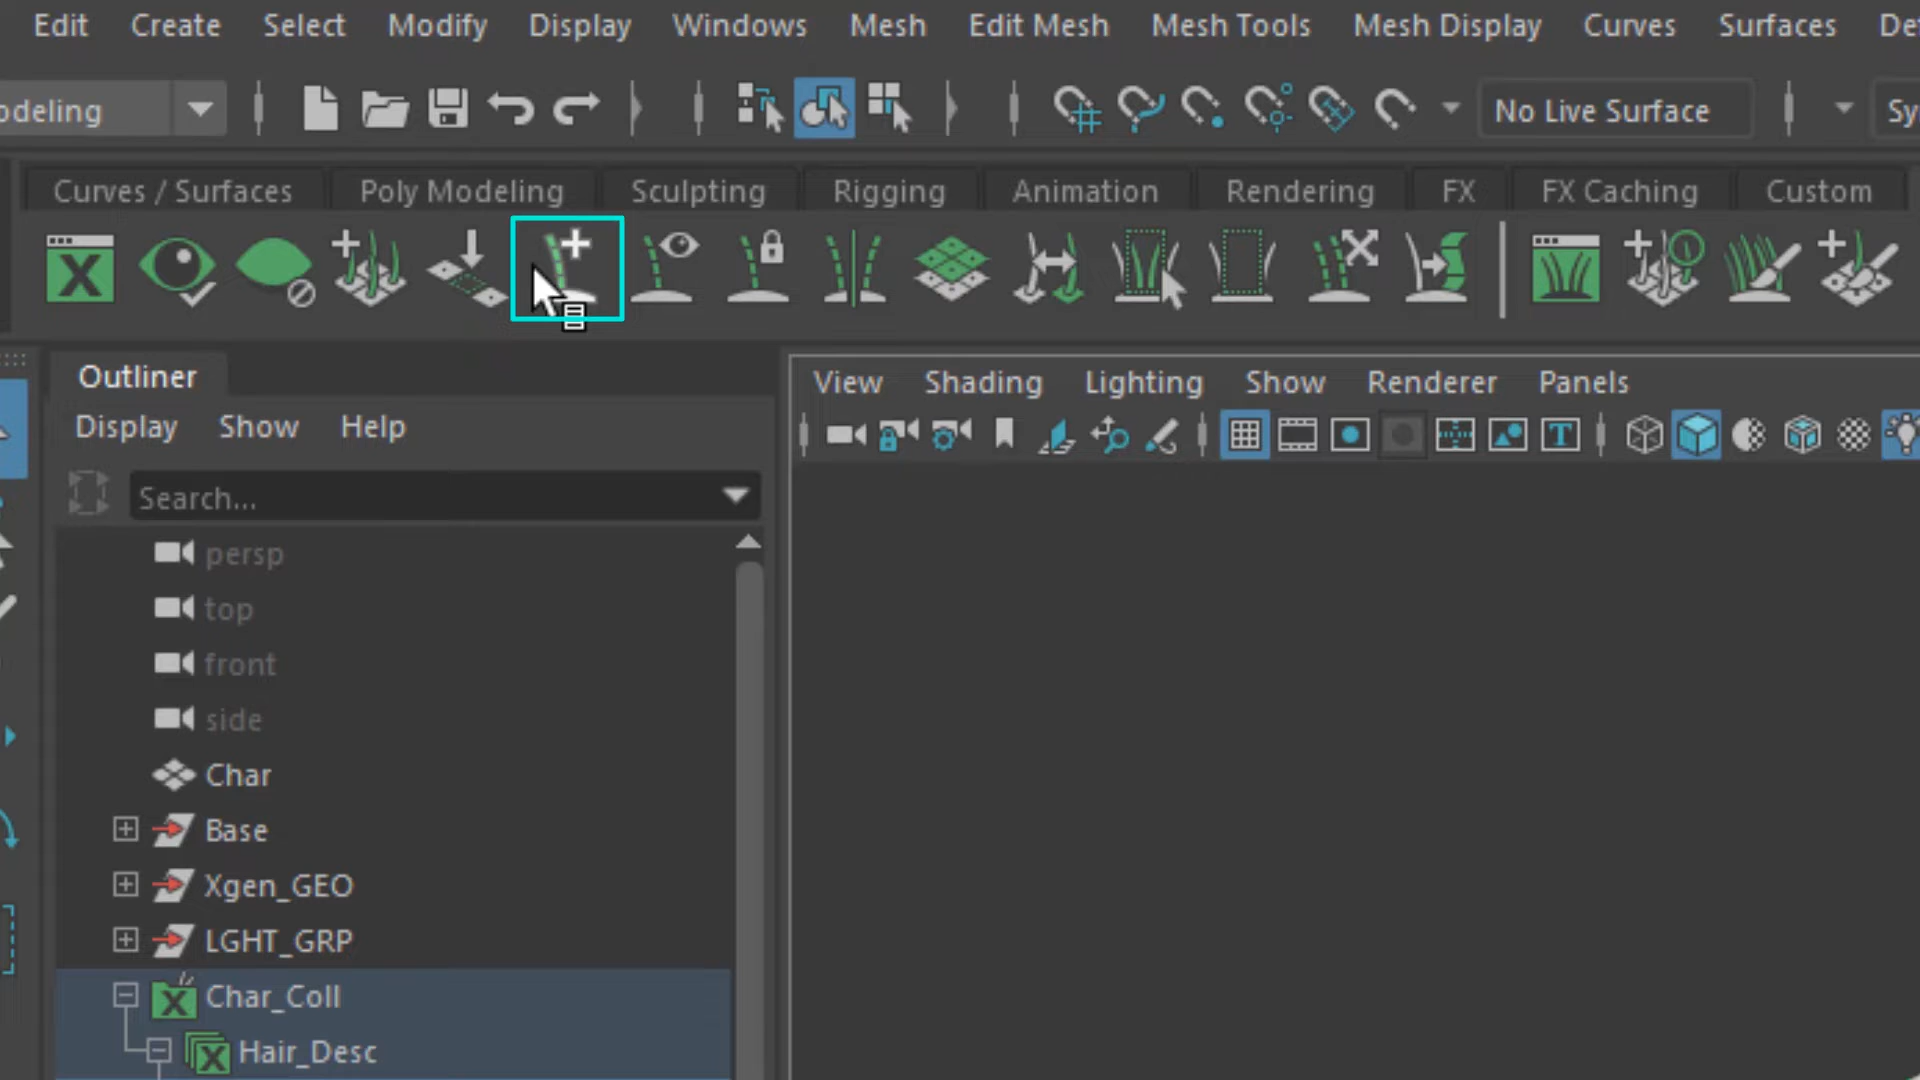 Edit Create Select Modify Display Windows Mesh Edit Mesh Mesh Tools Mesh Display Curves Surfaces De
odeling No Live Surface Sy
Curves / Surfaces Poly Modeling Sculpting Rigging Animation Rendering FX FX Caching Custom
Outliner
View Shading Lighting Show Renderer Panels
Display Show Help
Search...
persp
top
front
side
Char
Base
Xgen_GEO
LGHT_GRP
Char_Coll
Hair_Desc